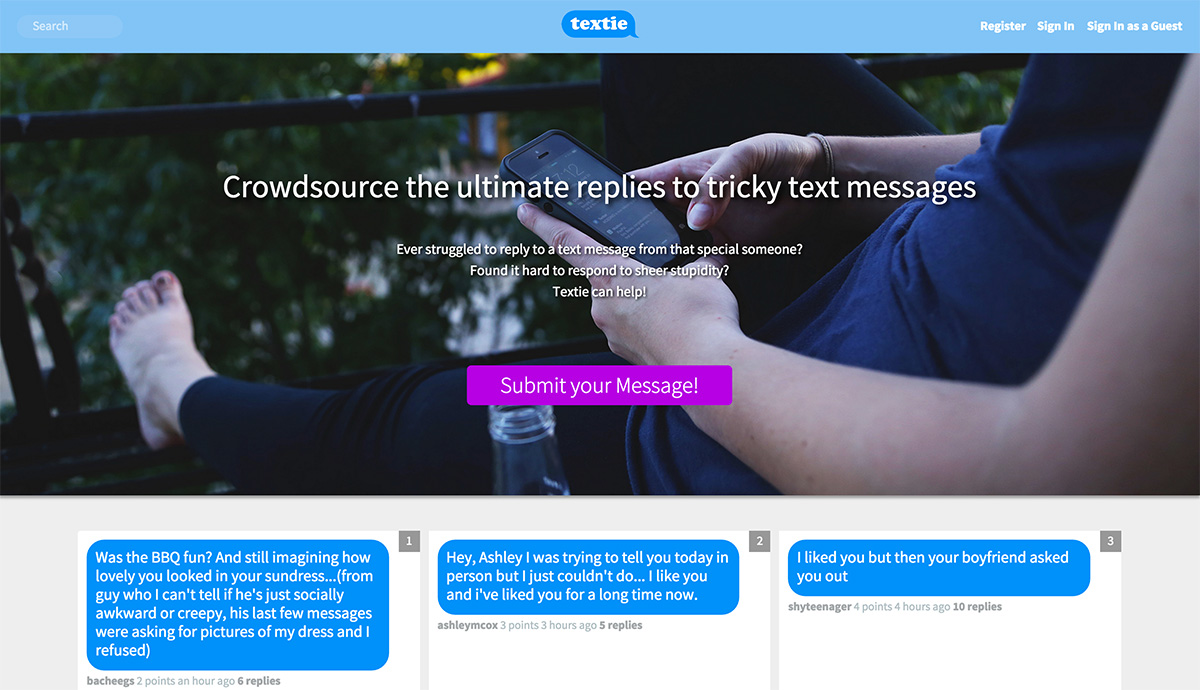 Search
textie
Register Sign In Sign In as a Guest
Crowdsource the ultimate replies to tricky text messages
Ever struggled to reply to a text message from that special someone?
Found it hard to respond to sheer stupidity?
Textie can help!
Submit your Message!
1
Was the BBQ fun? And still imagining how
lovely you looked in your sundress...(from
guy who I can't tell if he's just socially
awkward or creepy, his last few messages
were asking for pictures of my dress and I
refused)
bacheegs 2 points an hour ago 6 replies
2
Hey, Ashley I was trying to tell you today in
person but I just couldn't do... I like you
and i've liked you for a long time now.
ashleymcox 3 points 3 hours ago 5 replies
3
I liked you but then your boyfriend asked
you out
shyteenager 4 points 4 hours ago 10 replies